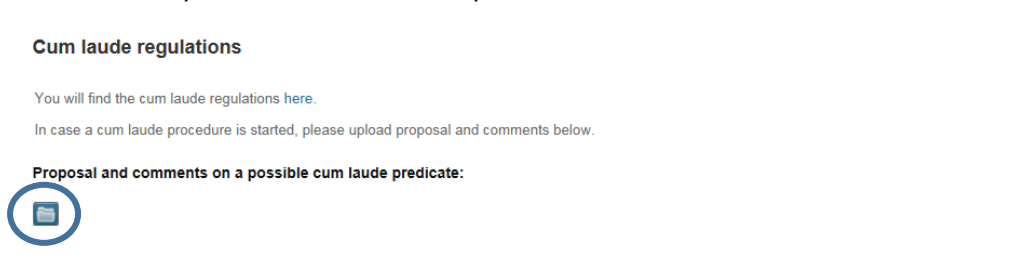 Cum laude regulations
You will find the cum laude regulations here.
In case a cum laude procedure is started, please upload proposal and comments below.
Proposal and comments on a possible cum laude predicate: